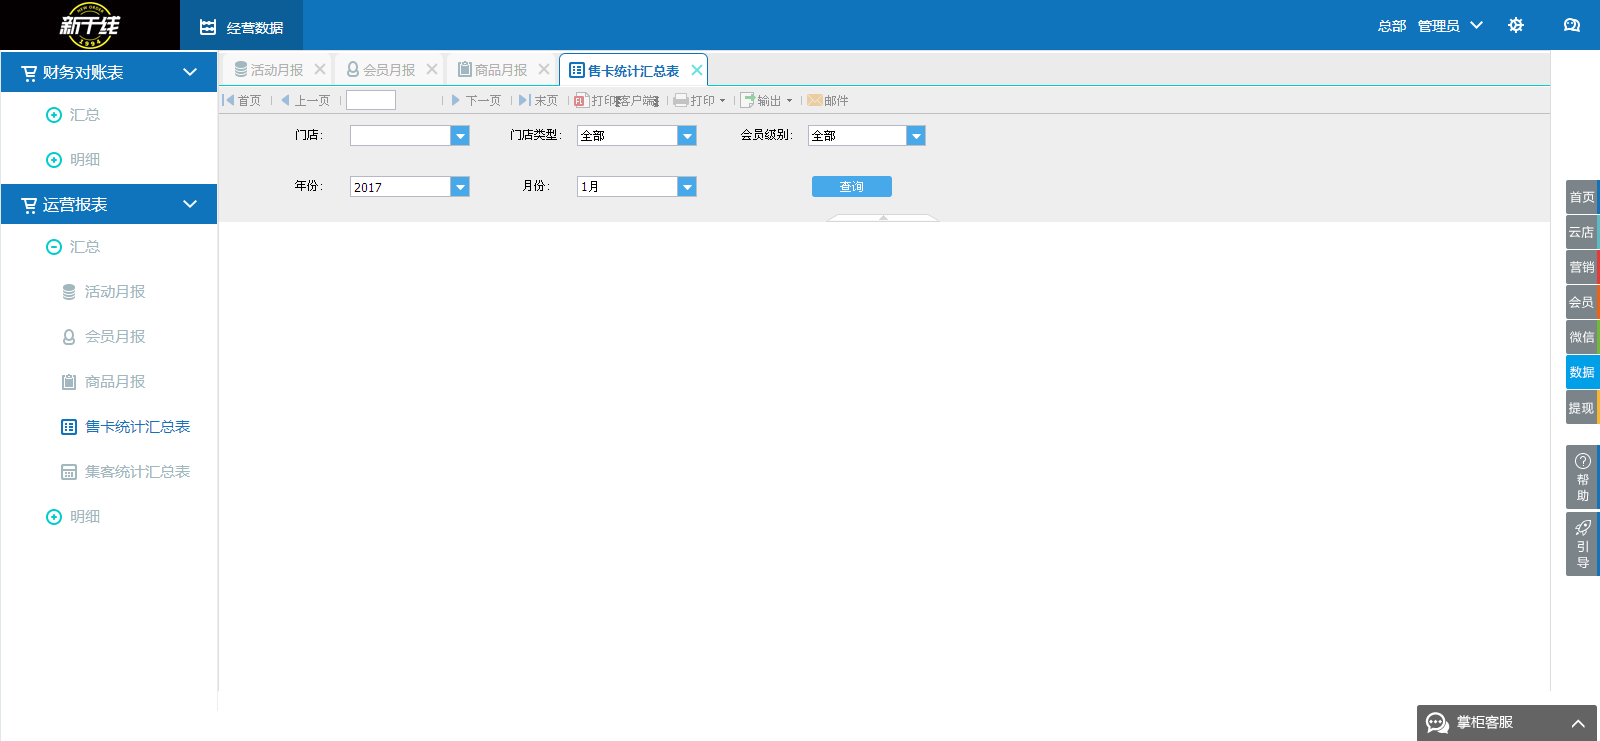 NEW ORDER
新干线
1994
经营数据
总部 管理员
财务对账表
汇总
明细
运营报表
汇总
活动月报
会员月报
商品月报
售卡统计汇总表
集客统计汇总表
明细
活动月报 会员月报 商品月报 售卡统计汇总表
首页 上一页 下一页 末页 打印[客户端] 打印 输出 邮件
门店: 门店类型: 全部 会员级别: 全部
年份: 2017 月份: 1月 查询
首页
云店
营销
会员
微信
数据
提现
帮助
引导
掌柜客服